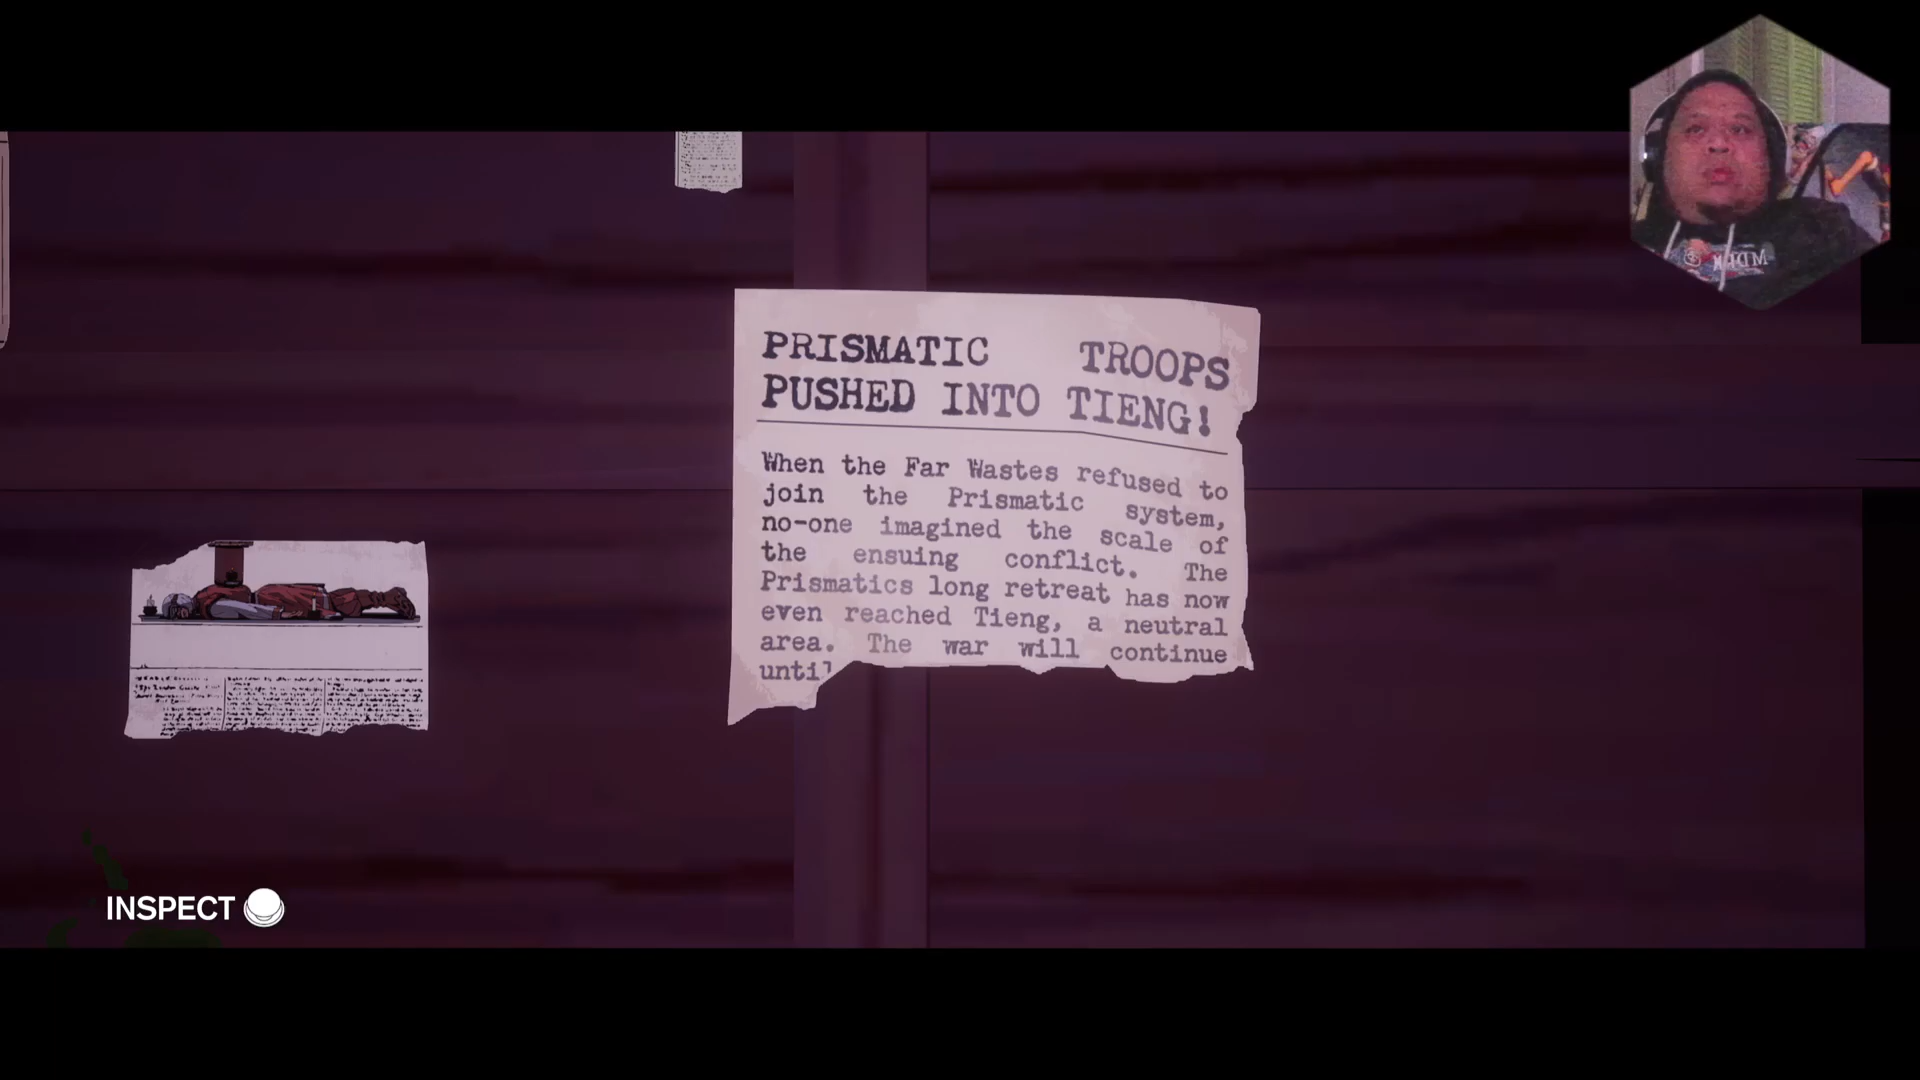 PRISMATIC TROOPS
PUSHED INTO TIENG!
When the Far Wastes refused to
join the Prismatic system,
no-one imagined the scale of
the ensuing conflict. The
Prismatics long retreat has now
even reached Tieng, a neutral
area. The war will continue
until
INSPECT